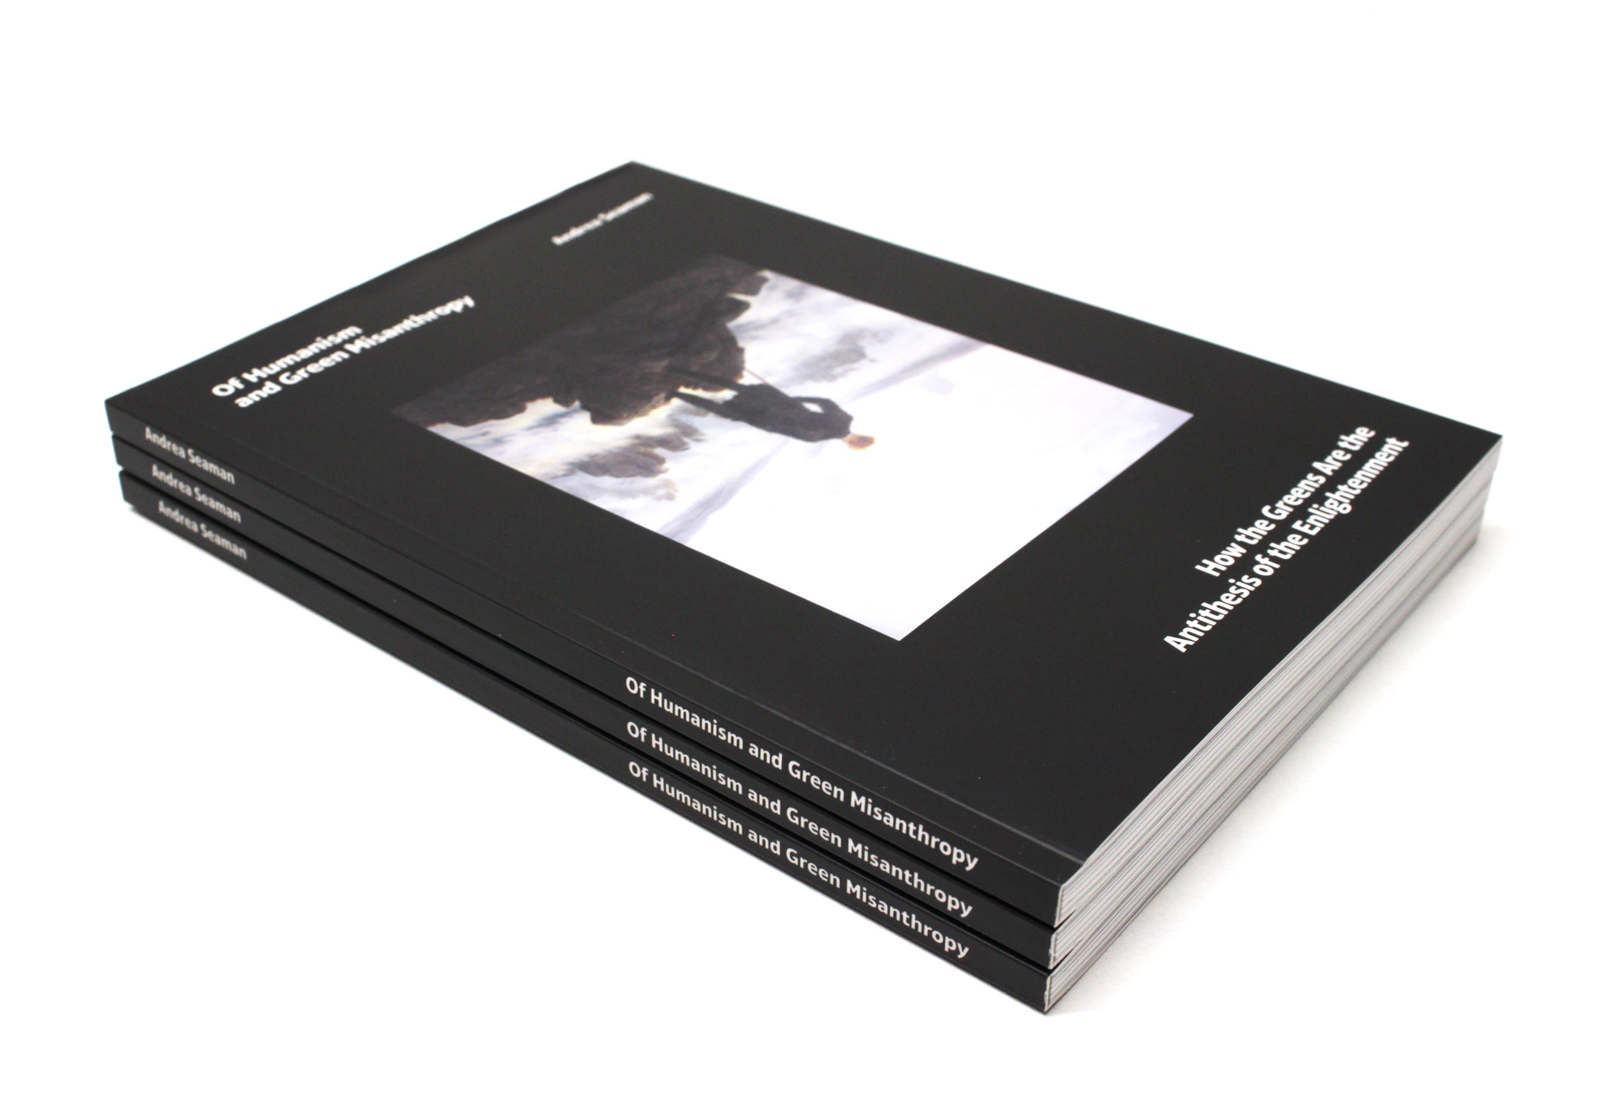 Andrea Seaman
Of Humanism
and Green Misanthropy
How the Greens Are the
Antithesis of the Enlightenment
Andrea Seaman
Of Humanism and Green Misanthropy
Andrea Seaman
Of Humanism and Green Misanthropy
Andrea Seaman
Of Humanism and Green Misanthropy